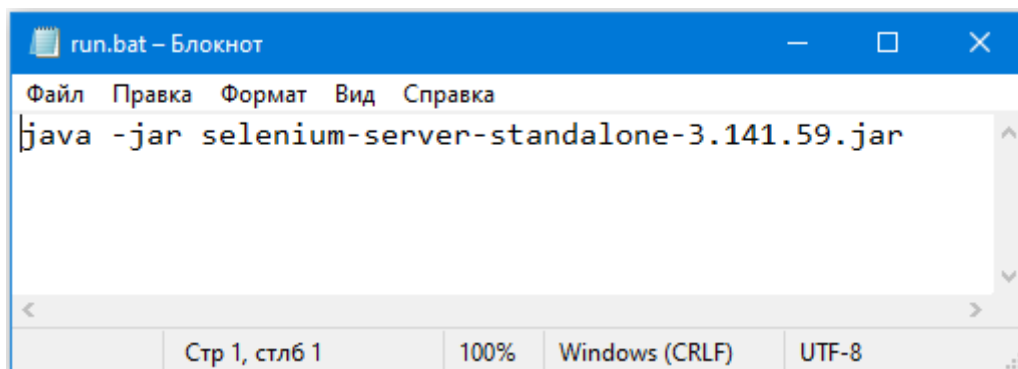 run.bat – Блокнот
Файл Правка Формат Вид Справка
java -jar selenium-server-standalone-3.141.59.jar
Стр 1, стлб 1 100% Windows (CRLF) UTF-8